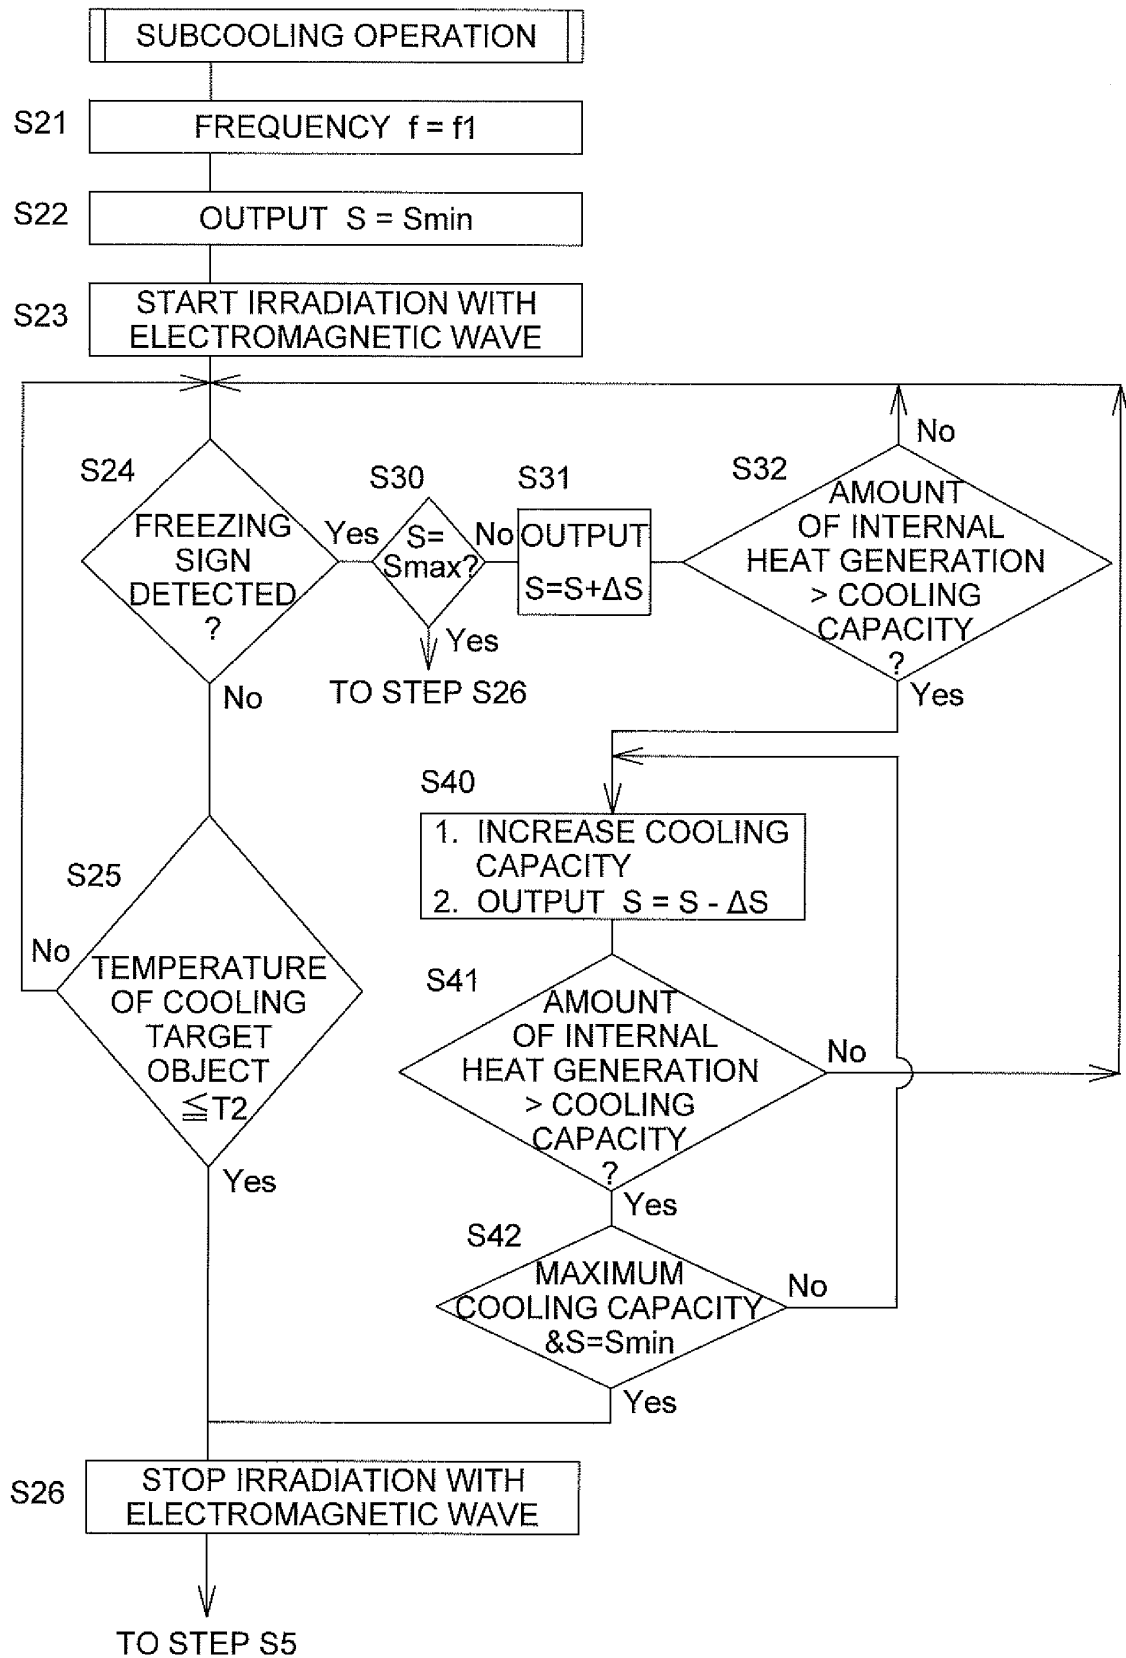 SUBCOOLING OPERATION
S21
FREQUENCY f = f1
S22
OUTPUT S = Smin
S23
START IRRADIATION WITH
ELECTROMAGNETIC WAVE
S24
FREEZING
SIGN
DETECTED
?
Yes
No
S30
S=
Smax?
No
Yes
TO STEP S26
S31
OUTPUT
S=S+ΔS
S32
AMOUNT
OF INTERNAL
HEAT GENERATION
> COOLING
CAPACITY
?
No
Yes
S40
1. INCREASE COOLING
CAPACITY
2. OUTPUT S = S - ΔS
S25
No
TEMPERATURE
OF COOLING
TARGET
OBJECT
≦T2
Yes
S41
AMOUNT
OF INTERNAL
HEAT GENERATION
> COOLING
CAPACITY
?
No
Yes
S42
MAXIMUM
COOLING CAPACITY
&S=Smin
No
Yes
S26
STOP IRRADIATION WITH
ELECTROMAGNETIC WAVE
TO STEP S5